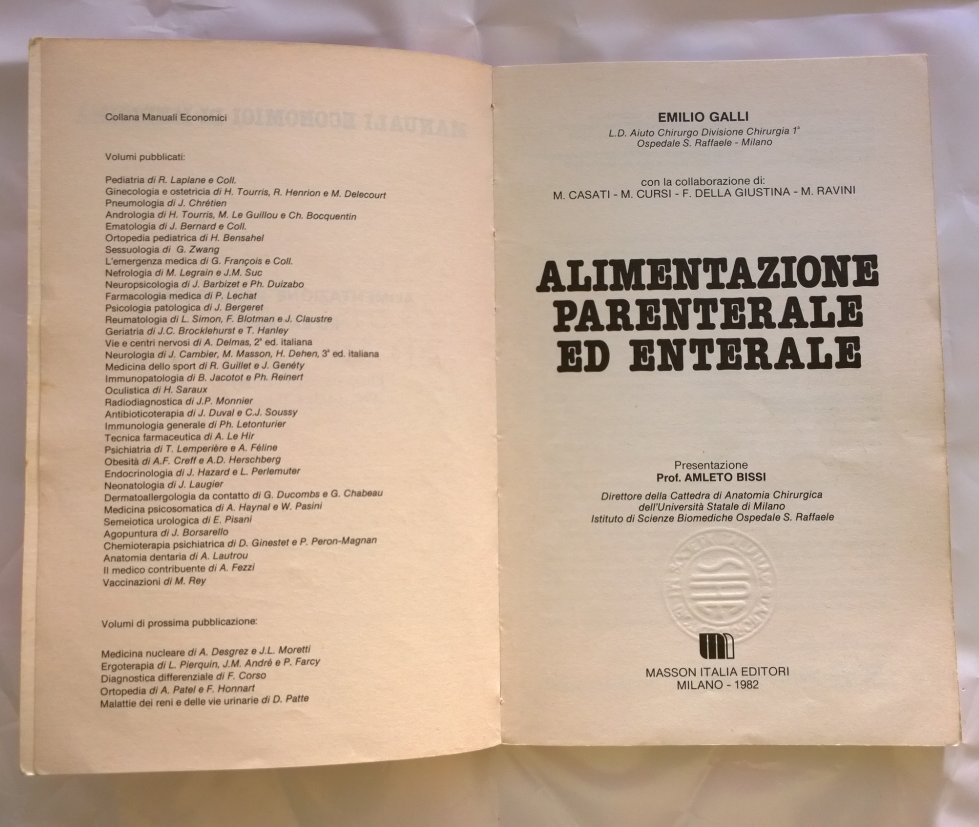 Collana Manuali Economici
Volumi pubblicati:
Pediatria di R. Laplane e Coll.
Ginecologia e ostetricia di H. Tourris, R. Henrion e M. Delecourt
Pneumologia di J. Chrétien
Andrologia di H. Tourris, M. Le Guillou e Ch. Bocquentin
Ematologia di J. Bernard e Coll.
Ortopedia pediatrica di H. Bensahel
Sessuologia di G. Zwang
L'emergenza medica di G. François e Coll.
Nefrologia di M. Legrain e J.M. Suc
Neuropsicologia di J. Barbizet e Ph. Duizabo
Farmacologia medica di P. Lechat
Psicologia patologica di J. Bergeret
Reumatologia di L. Simon, F. Blotman e J. Claustre
Geriatria di J.C. Brocklehurst e T. Hanley
Vie e centri nervosi di A. Delmas, 2ª ed. italiana
Neurologia di J. Cambier, M. Masson, H. Dehen, 3ª ed. italiana
Medicina dello sport di R. Guillet e J. Genéty
Immunopatologia di B. Jacotot e Ph. Reinert
Oculistica di H. Saraux
Radiodiagnostica di J.P. Monnier
Antibioticoterapia di J. Duval e C.J. Soussy
Immunologia generale di Ph. Letonturier
Tecnica farmaceutica di A. Le Hir
Psichiatria di T. Lemperière e A. Féline
Obesità di A.F. Creff e A.D. Herschberg
Endocrinologia di J. Hazard e L. Perlemuter
Neonatologia di J. Laugier
Dermatoallergologia da contatto di G. Ducombs e G. Chabeau
Medicina psicosomatica di A. Haynal e W. Pasini
Semeiotica urologica di E. Pisani
Agopuntura di J. Borsarello
Chemioterapia psichiatrica di D. Ginestet e P. Peron-Magnan
Anatomia dentaria di A. Lautrou
Il medico contribuente di A. Fezzi
Vaccinazioni di M. Rey
Volumi di prossima pubblicazione:
Medicina nucleare di A. Desgrez e J.L. Moretti
Ergoterapia di L. Pierquin, J.M. André e P. Farcy
Diagnostica differenziale di F. Corso
Ortopedia di A. Patel e F. Honnart
Malattie dei reni e delle vie urinarie di D. Patte
EMILIO GALLI
L.D. Aiuto Chirurgo Divisione Chirurgia 1ª
Ospedale S. Raffaele - Milano
con la collaborazione di:
M. CASATI - M. CURSI - F. DELLA GIUSTINA - M. RAVINI
ALIMENTAZIONE
PARENTERALE
ED ENTERALE
Presentazione
Prof. AMLETO BISSI
Direttore della Cattedra di Anatomia Chirurgica
dell'Università Statale di Milano
Istituto di Scienze Biomediche Ospedale S. Raffaele
SIAE
MASSON ITALIA EDITORI
MILANO - 1982